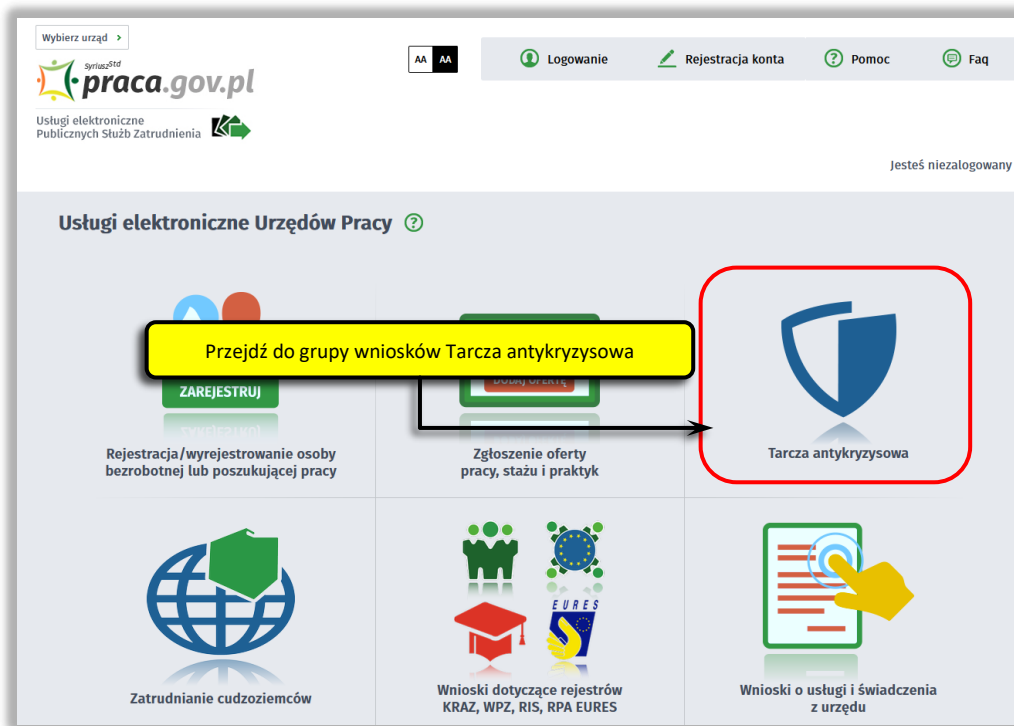 Wybierz urząd >
AA AA
Logowanie
Rejestracja konta
? Pomoc
Faq
Syriusz Std
praca.gov.pl
Usługi elektroniczne
Publicznych Służb Zatrudnienia
Jesteś niezalogowany
Usługi elektroniczne Urzędów Pracy ?
Przejdź do grupy wniosków Tarcza antykryzysowa
ZAREJESTRUJ
DODAJ OFERTĘ
Rejestracja/wyrejestrowanie osoby
bezrobotnej lub poszukującej pracy
Zgłoszenie oferty
pracy, stażu i praktyk
Tarcza antykryzysowa
EURES
Zatrudnianie cudzoziemców
Wnioski dotyczące rejestrów
KRAZ, WPZ, RIS, RPA EURES
Wnioski o usługi i świadczenia
z urzędu